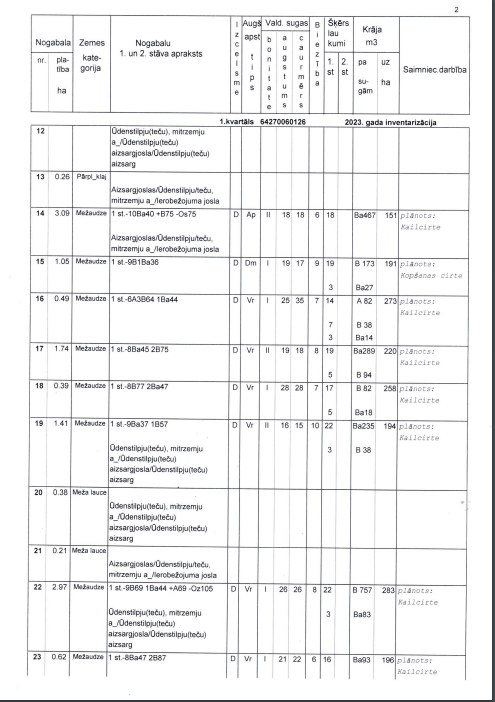 2
Nogabala Zemes Nogabalu Izcelsme Augš apst tips Vald. sugas Biezība Šķērs laukumi Krāja m3 Saimniec.darbība
nr. platība ha kategorija 1. un 2. stāva apraksts bonitate augstums caurmērs 1. st 2. st pa sugām uz ha
1.kvartāls 64270060126 2023. gada inventarizācija
12 Ūdenstilpju(teču), mitrzemju
a_/Ūdenstilpju(teču)
aizsargjosla/Ūdenstilpju(teču)
aizsarg
13 0.26 Pārpl_klaj
Aizsargjoslas/Ūdenstilpju/teču,
mitrzemju a_/Ierobežojuma josla
14 3.09 Mežaudze 1 st.-10Ba40 +B75 -Os75 D Ap II 18 18 6 18 Ba467 151 plānots:
Kailcirte
Aizsargjoslas/Ūdenstilpju/teču,
mitrzemju a_/Ierobežojuma josla
15 1.05 Mežaudze 1 st.-9B1Ba36 D Dm I 19 17 9 19 B 173 191 plānots:
Kopšanas cirte
3 Ba27
16 0.49 Mežaudze 1 st.-6A3B64 1Ba44 D Vr I 25 35 7 14 A 82 273 plānots:
Kailcirte
7 B 38
3 Ba14
17 1.74 Mežaudze 1 st.-8Ba45 2B75 D Vr II 19 18 8 19 Ba289 220 plānots:
Kailcirte
5 B 94
18 0.39 Mežaudze 1 st.-8B77 2Ba47 D Vr I 28 28 7 17 B 82 258 plānots:
Kailcirte
5 Ba18
19 1.41 Mežaudze 1 st.-9Ba37 1B57 D Vr II 16 15 10 22 Ba235 194 plānots:
Kailcirte
Ūdenstilpju(teču), mitrzemju 3 B 38
a_/Ūdenstilpju(teču)
aizsargjosla/Ūdenstilpju(teču)
aizsarg
20 0.38 Meža lauce
Ūdenstilpju(teču), mitrzemju
a_/Ūdenstilpju(teču)
aizsargjosla/Ūdenstilpju(teču)
aizsarg
21 0.21 Meža lauce
Aizsargjoslas/Ūdenstilpju/teču,
mitrzemju a_/Ierobežojuma josla
22 2.97 Mežaudze 1 st.-9B69 1Ba44 +A69 -Oz105 D Vr I 26 26 8 22 B 757 283 plānots:
Kailcirte
Ūdenstilpju(teču), mitrzemju 3 Ba83
a_/Ūdenstilpju(teču)
aizsargjosla/Ūdenstilpju(teču)
aizsarg
23 0.62 Mežaudze 1 st.-8Ba47 2B87 D Vr I 21 22 6 16 Ba93 196 plānots:
Kailcirte